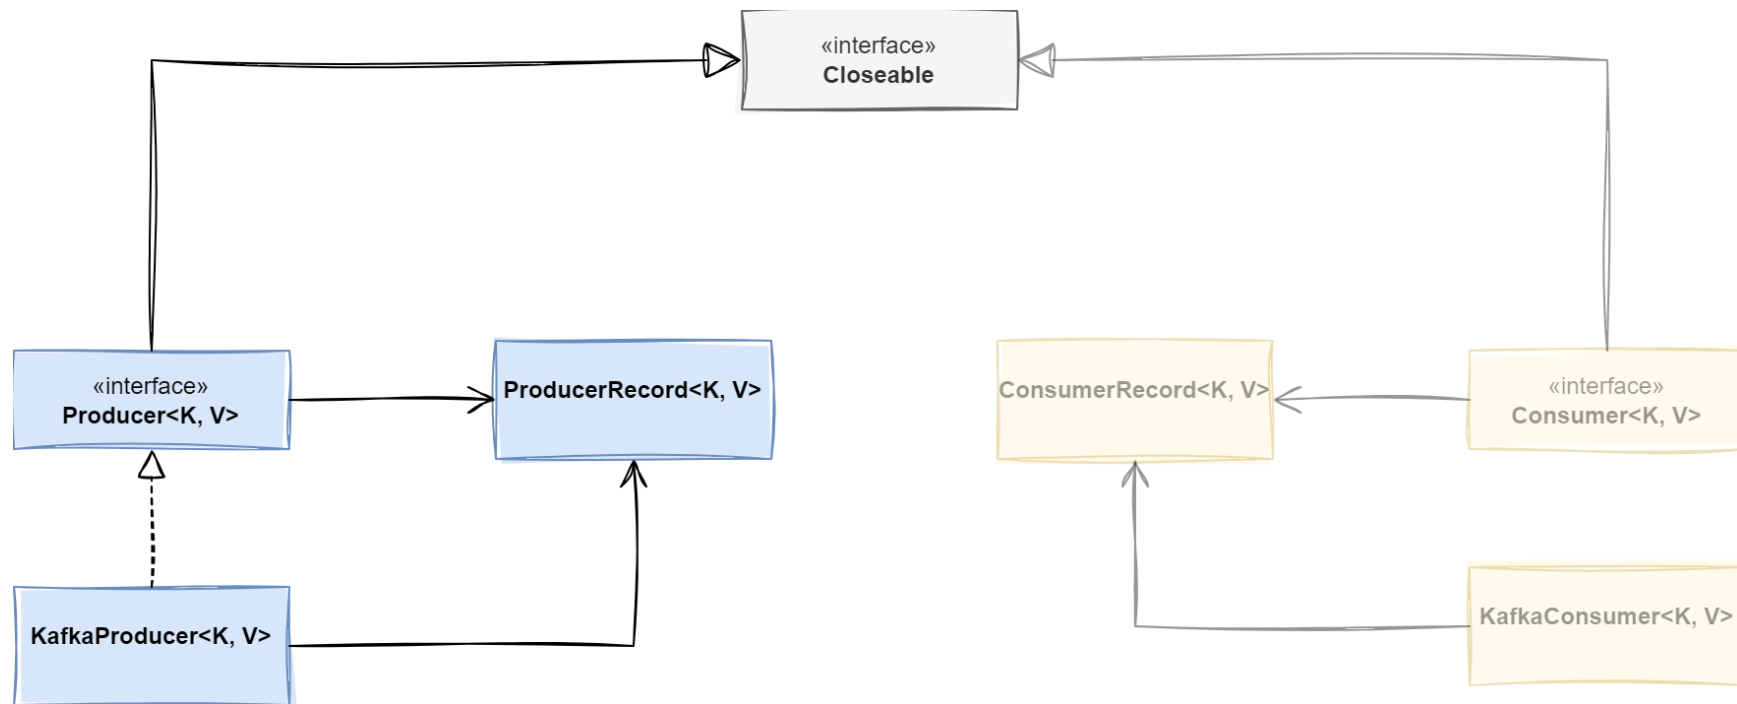 «interface»
Closeable
«interface»
Producer<K, V>
ProducerRecord<K, V>
ConsumerRecord<K, V>
«interface»
Consumer<K, V>
KafkaProducer<K, V>
KafkaConsumer<K, V>